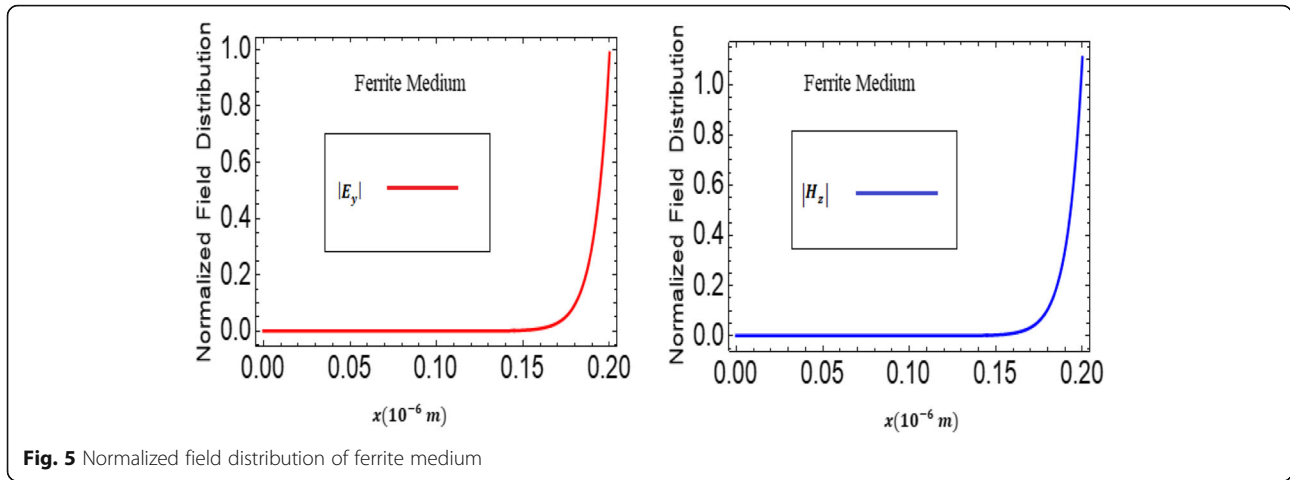 Normalized Field Distribution
1.0
0.8
0.6
0.4
0.2
0.0
Ferrite Medium
|E_y|
0.00 0.05 0.10 0.15 0.20
x(10⁻⁶ m)
Normalized Field Distribution
1.0
0.8
0.6
0.4
0.2
0.0
Ferrite Medium
|H_z|
0.00 0.05 0.10 0.15 0.20
x(10⁻⁶ m)
Fig. 5 Normalized field distribution of ferrite medium